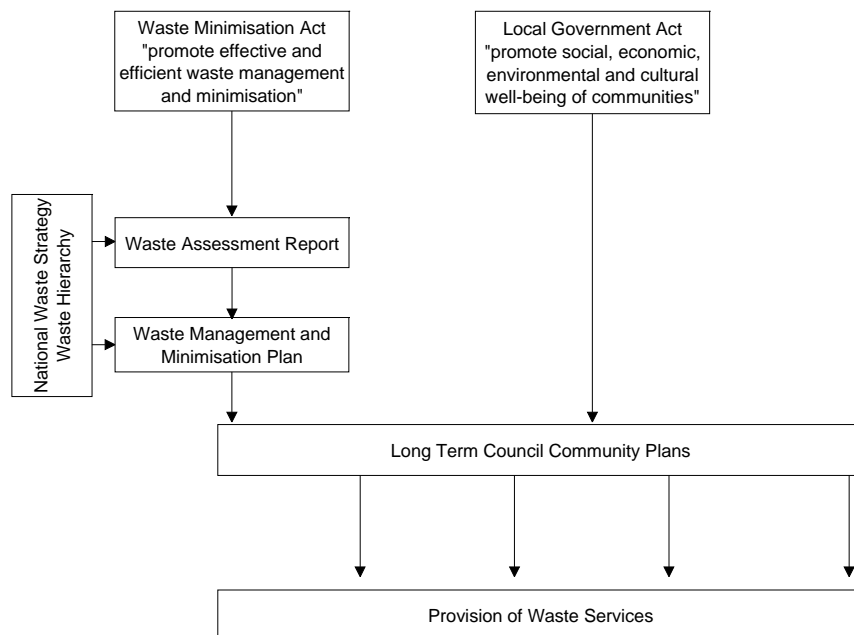 Waste Minimisation Act
"promote effective and
efficient waste management
and minimisation"
Local Government Act
"promote social, economic,
environmental and cultural
well-being of communities"
National Waste Strategy
Waste Hierarchy
Waste Assessment Report
Waste Management and
Minimisation Plan
Long Term Council Community Plans
Provision of Waste Services